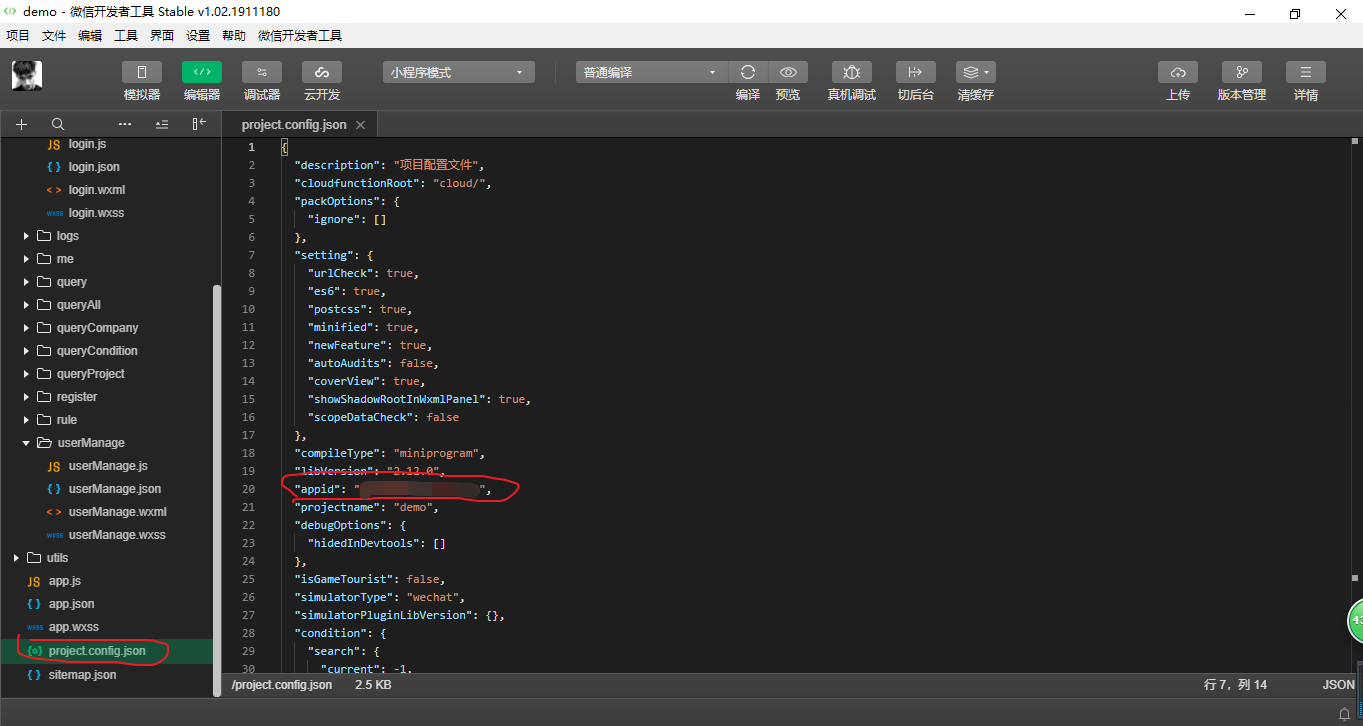 demo - 微信开发者工具 Stable v1.02.1911180
项目 文件 编辑 工具 界面 设置 帮助 微信开发者工具
模拟器 编辑器 调试器 云开发 小程序模式 普通编译 编译 预览 真机调试 切后台 清缓存 上传 版本管理 详情
project.config.json
JS login.js
{ } login.json
< > login.wxml
wxss login.wxss
logs
me
query
queryAll
queryCompany
queryCondition
queryProject
register
rule
userManage
JS userManage.js
{ } userManage.json
< > userManage.wxml
wxss userManage.wxss
utils
JS app.js
{ } app.json
wxss app.wxss
{o} project.config.json
{ } sitemap.json
1 {
2 "description": "项目配置文件",
3 "cloudfunctionRoot": "cloud/",
4 "packOptions": {
5 "ignore": []
6 },
7 "setting": {
8 "urlCheck": true,
9 "es6": true,
10 "postcss": true,
11 "minified": true,
12 "newFeature": true,
13 "autoAudits": false,
14 "coverView": true,
15 "showShadowRootInWxmlPanel": true,
16 "scopeDataCheck": false
17 },
18 "compileType": "miniprogram",
19 "libVersion": "2.12.0",
20 "appid": "",
21 "projectname": "demo",
22 "debugOptions": {
23 "hidedInDevtools": []
24 },
25 "isGameTourist": false,
26 "simulatorType": "wechat",
27 "simulatorPluginLibVersion": {},
28 "condition": {
29 "search": {
30 "current": -1,
/project.config.json 2.5 KB 行 7，列 14 JSON